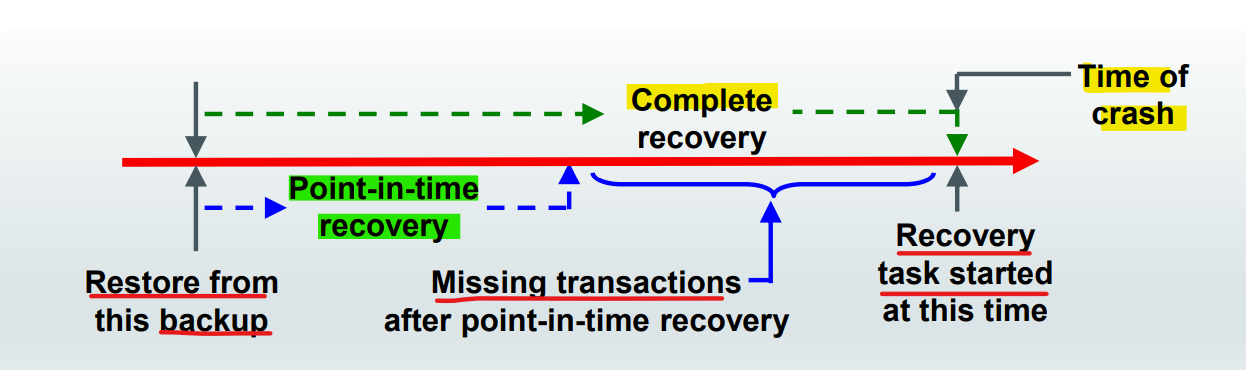 Complete
recovery
Time of
crash
Point-in-time
recovery
Restore from
this backup
Missing transactions
after point-in-time recovery
Recovery
task started
at this time